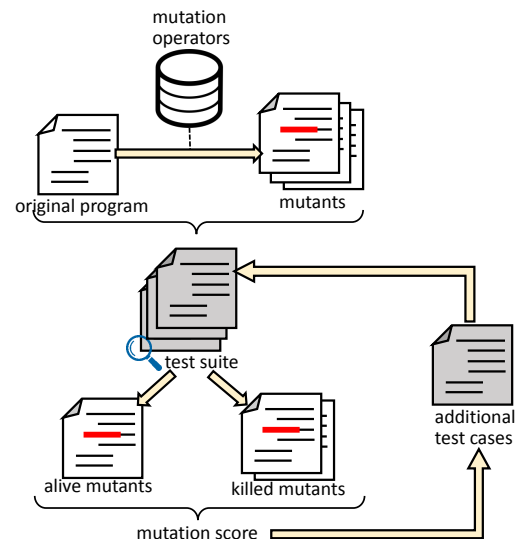 mutation
operators
original program
mutants
test suite
additional
test cases
alive mutants
killed mutants
mutation score